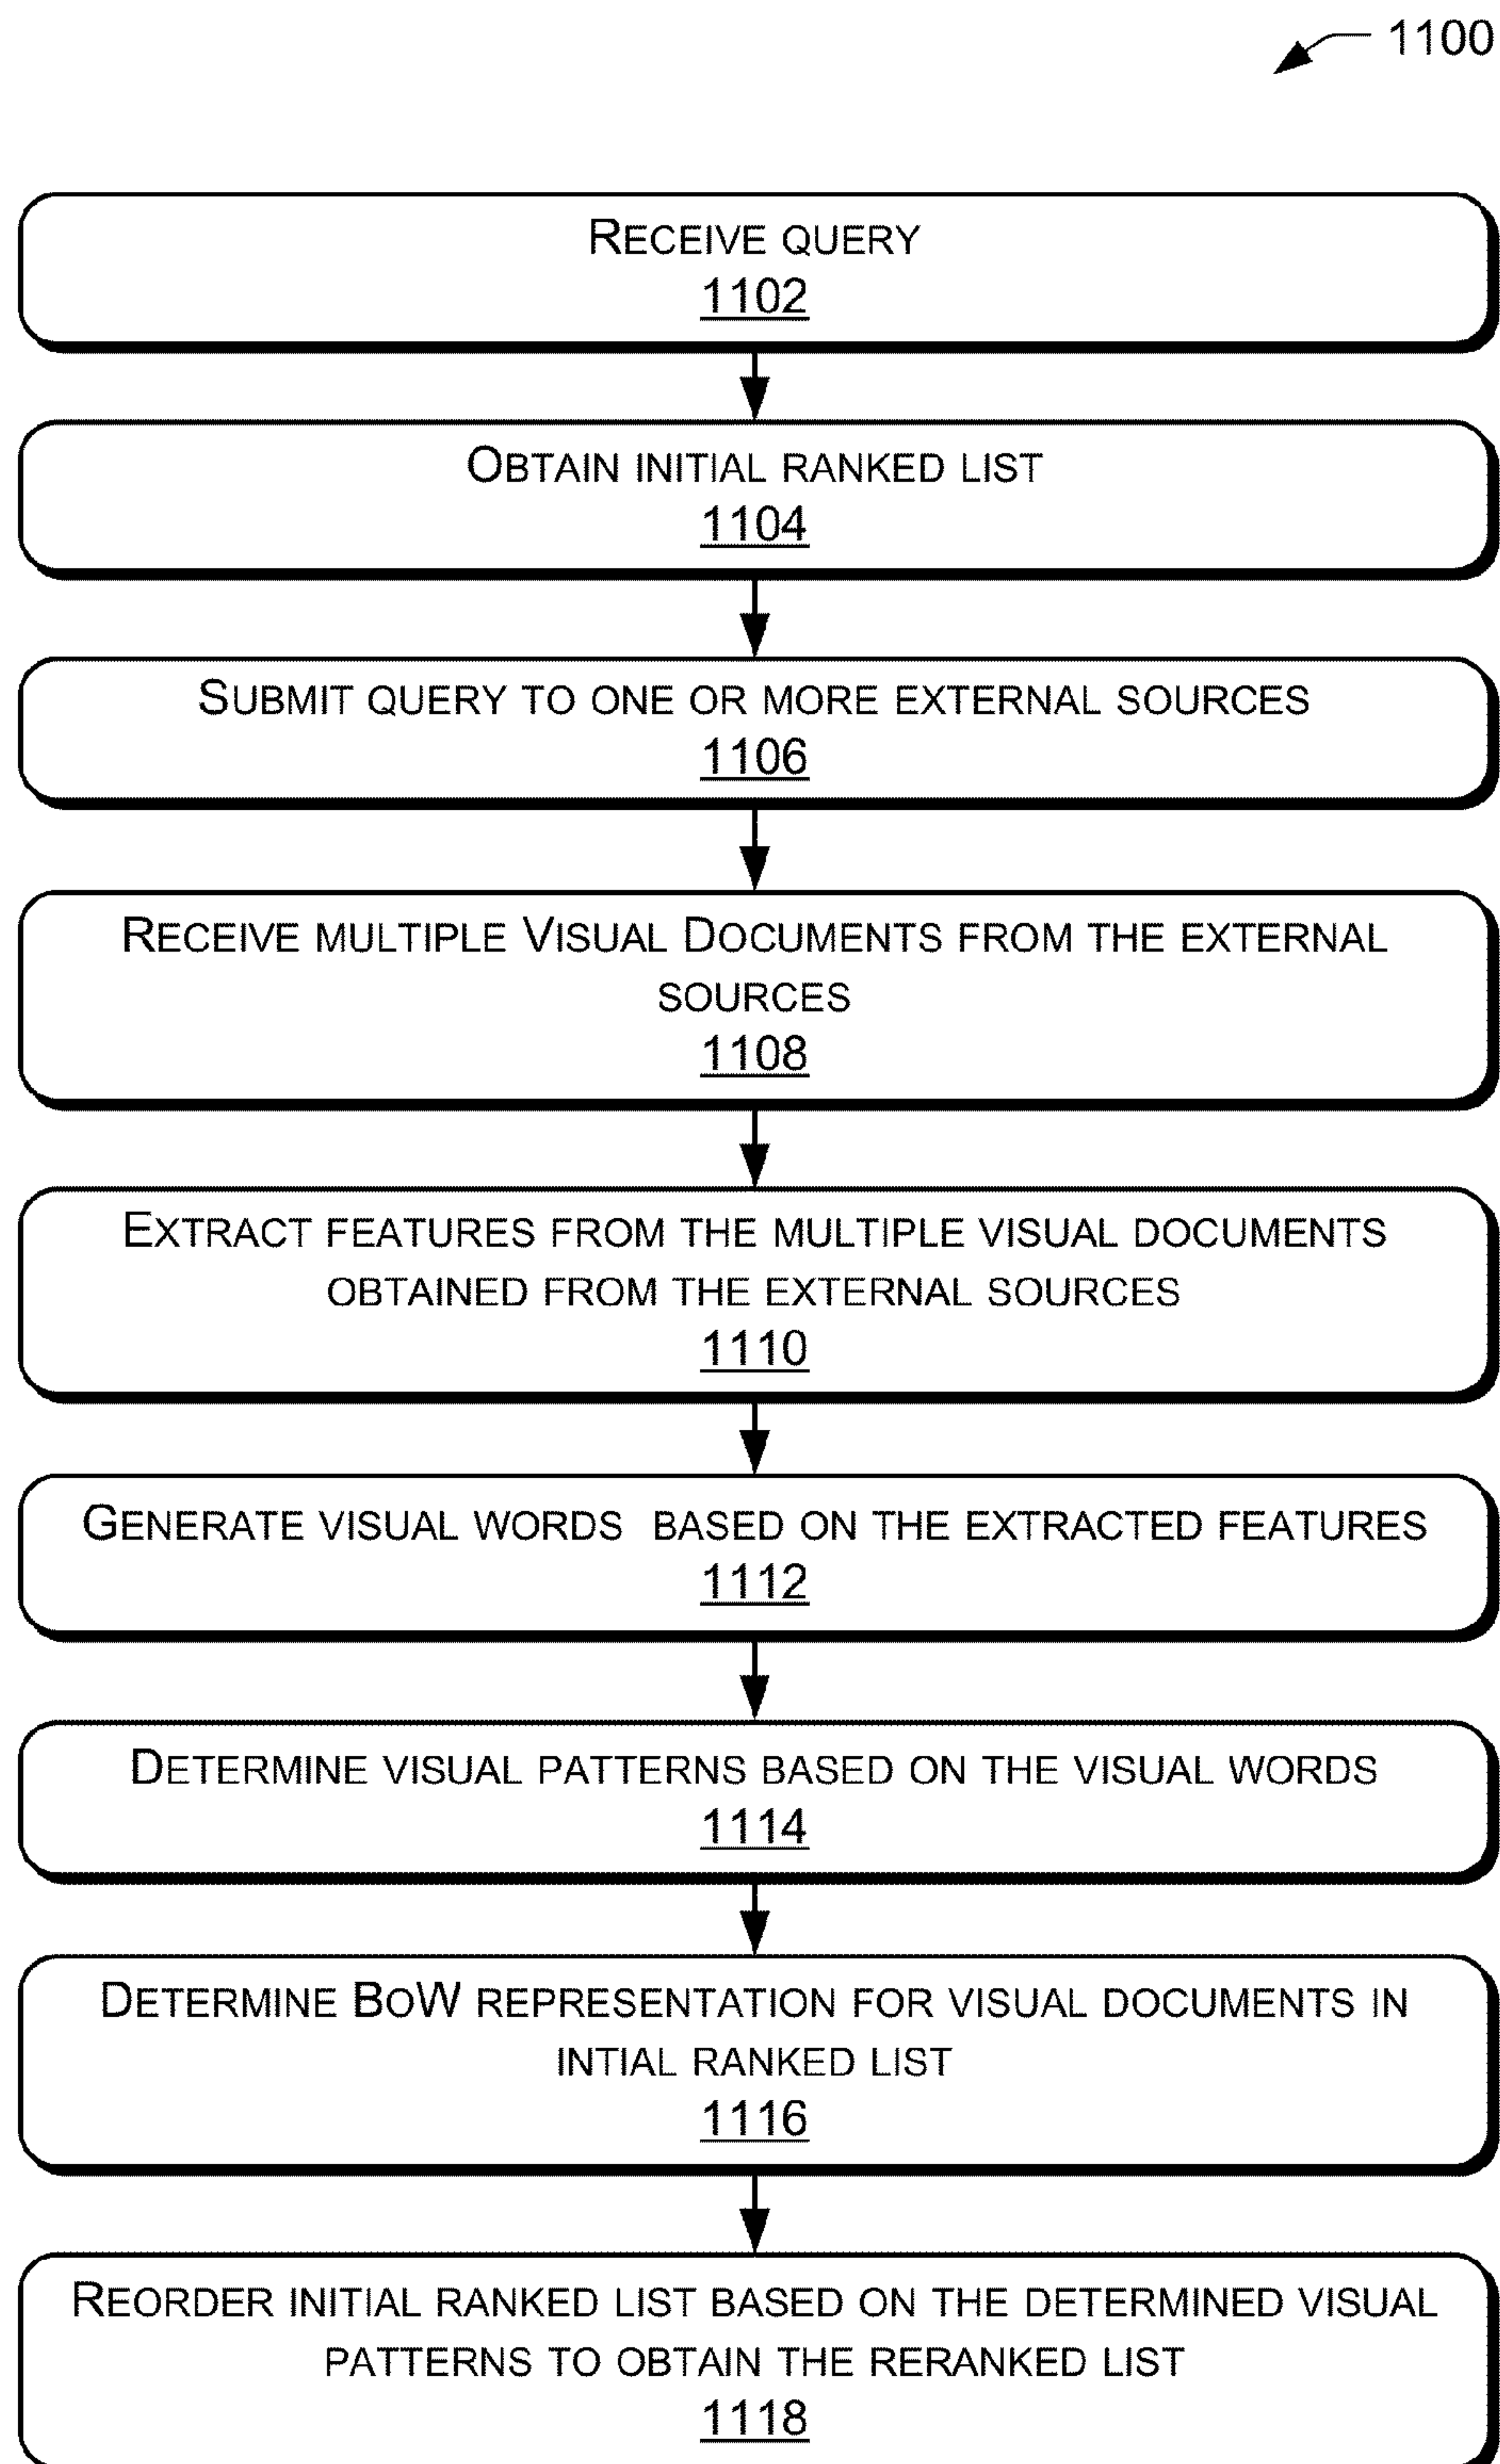 1100
RECEIVE QUERY
1102
OBTAIN INITIAL RANKED LIST
1104
SUBMIT QUERY TO ONE OR MORE EXTERNAL SOURCES
1106
RECEIVE MULTIPLE VISUAL DOCUMENTS FROM THE EXTERNAL
SOURCES
1108
EXTRACT FEATURES FROM THE MULTIPLE VISUAL DOCUMENTS
OBTAINED FROM THE EXTERNAL SOURCES
1110
GENERATE VISUAL WORDS BASED ON THE EXTRACTED FEATURES
1112
DETERMINE VISUAL PATTERNS BASED ON THE VISUAL WORDS
1114
DETERMINE BOW REPRESENTATION FOR VISUAL DOCUMENTS IN
INTIAL RANKED LIST
1116
REORDER INITIAL RANKED LIST BASED ON THE DETERMINED VISUAL
PATTERNS TO OBTAIN THE RERANKED LIST
1118